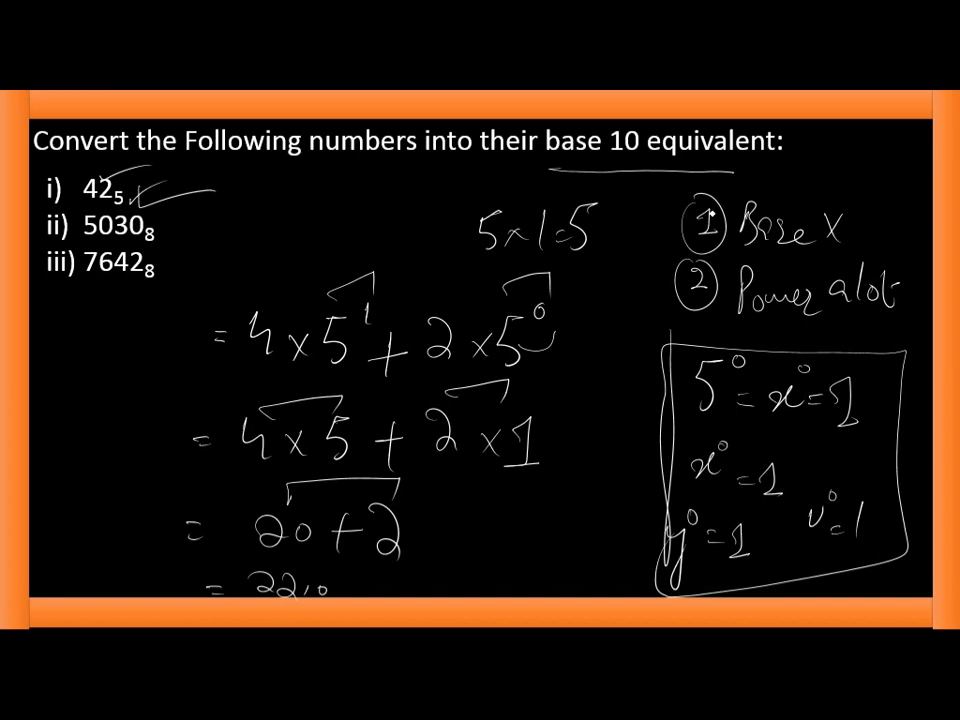 Convert the Following numbers into their base 10 equivalent:
i) 42₅
ii) 5030₈
iii) 7642₈
5 × 1 = 5
① Base X
② Power alot
= 4 × 5¹ + 2 × 5⁰
= 4 × 5 + 2 × 1
= 20 + 2
= 22₁₀
5⁰ = x⁰ = 1
x⁰ = 1
y⁰ = 1
v⁰ = 1